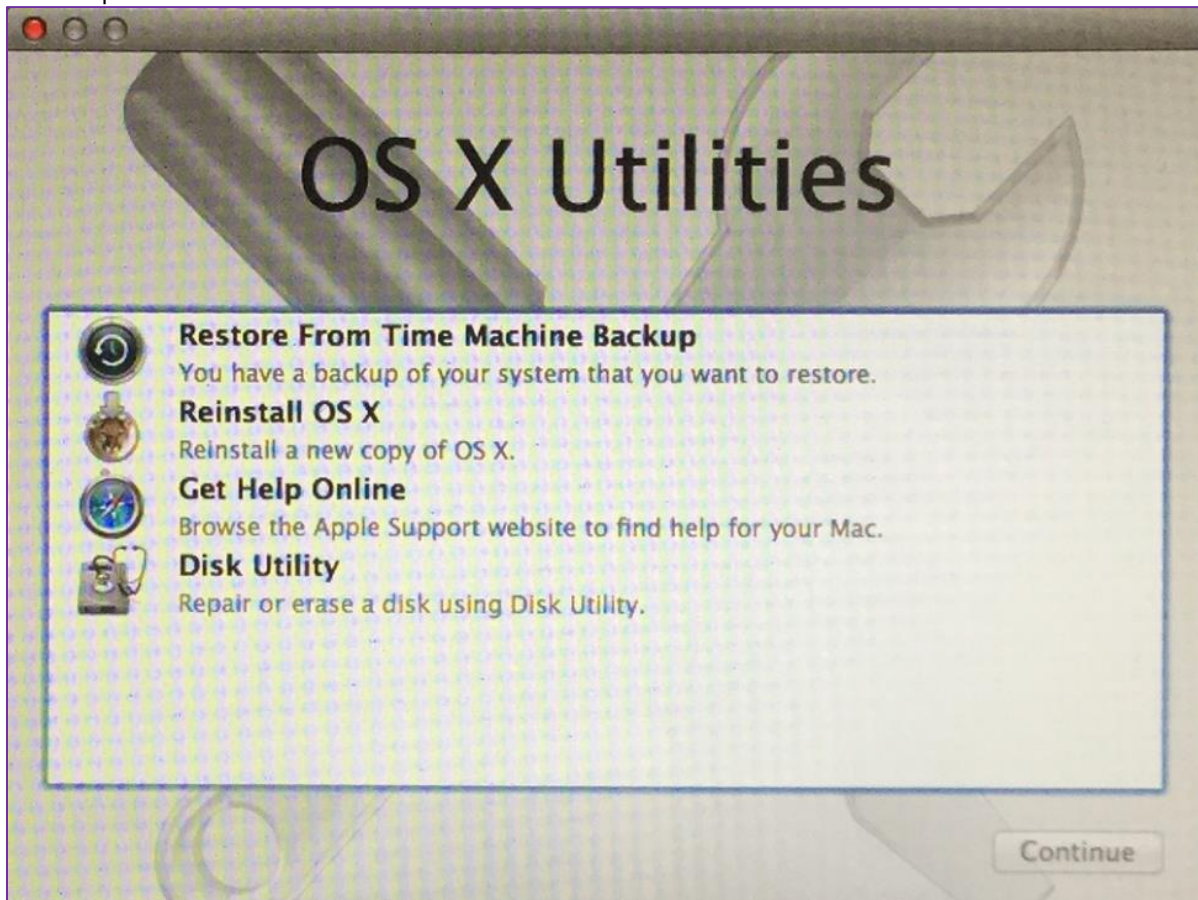 OS X Utilities
Restore From Time Machine Backup
You have a backup of your system that you want to restore.
Reinstall OS X
Reinstall a new copy of OS X.
Get Help Online
Browse the Apple Support website to find help for your Mac.
Disk Utility
Repair or erase a disk using Disk Utility.
Continue